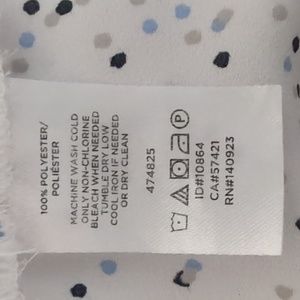 100% POLYESTER/
POLIÉSTER
MACHINE WASH COLD
ONLY NON-CHLORINE
BLEACH WHEN NEEDED
TUMBLE DRY LOW
COOL IRON IF NEEDED
OR DRY CLEAN
474825
P
ID#10864
CA#57421
RN#140923